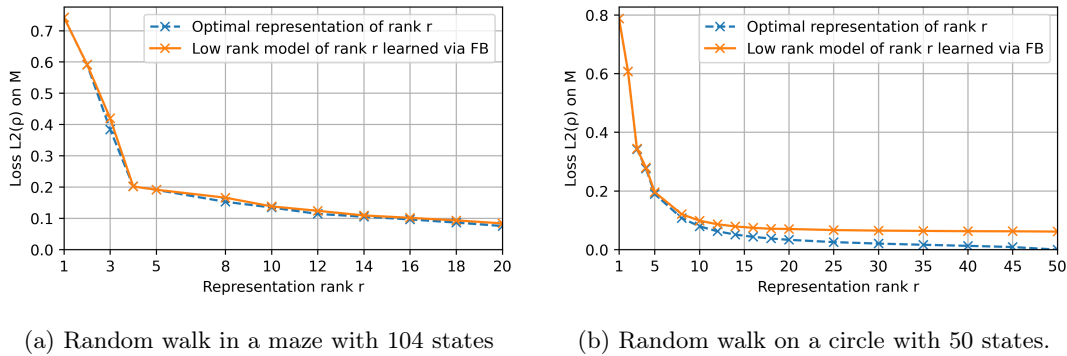 Loss L2(ρ) on M
0.7
0.6
0.5
0.4
0.3
0.2
0.1
0.0
Optimal representation of rank r
Low rank model of rank r learned via FB
1 3 5 8 10 12 14 16 18 20
Representation rank r
(a) Random walk in a maze with 104 states
Loss L2(ρ) on M
0.8
0.6
0.4
0.2
0.0
Optimal representation of rank r
Low rank model of rank r learned via FB
1 5 10 15 20 25 30 35 40 45 50
Representation rank r
(b) Random walk on a circle with 50 states.